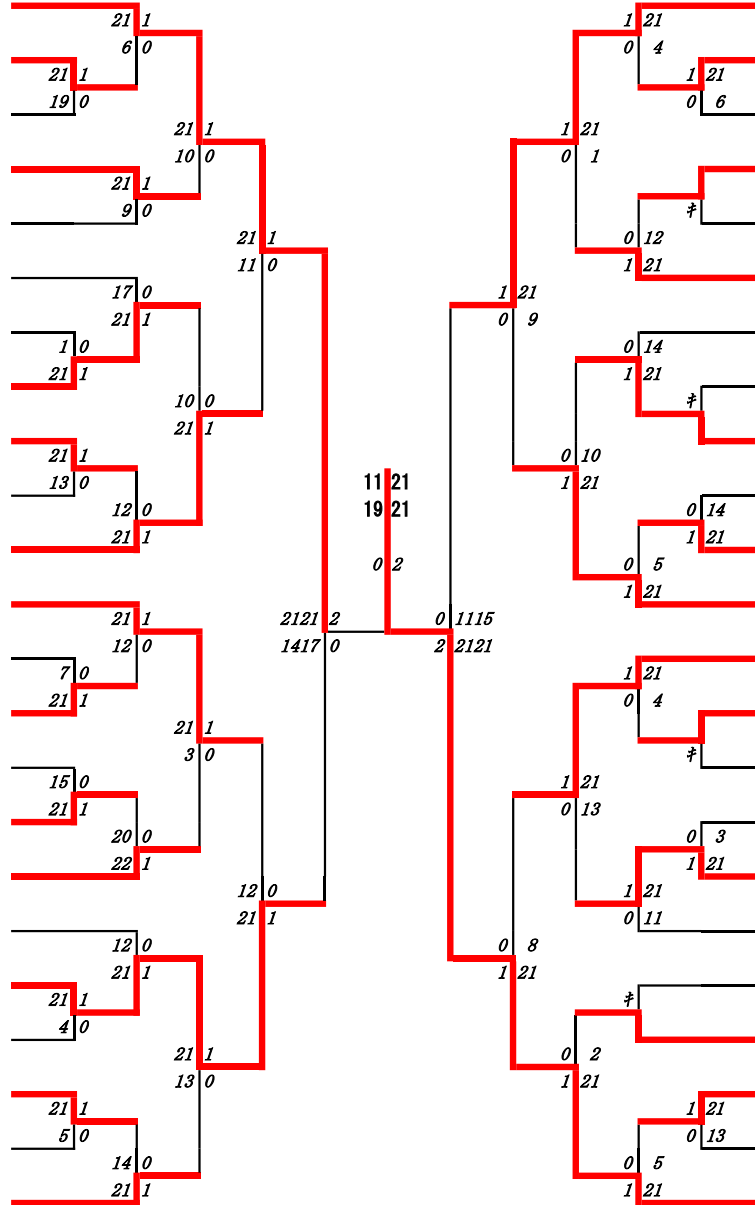 21 1 1 21
6 0 0 4
21 1 1 21
19 0 0 6
21 1 1 21
10 0 0 1
21 1
9 0 ｷ
21 1 0 12
11 0 1 21
17 0 1 21
21 1 0 9
1 0 0 14
21 1 1 21
10 0 ｷ
21 1
21 1 0 10
13 0 11 21 1 21
12 0 19 21 0 14
21 1 1 21
0 2 0 5
1 21
21 1 2121 2 0 1115
12 0 1417 0 2 2121
7 0 1 21
21 1 0 4
21 1
3 0 ｷ
15 0 1 21
21 1 0 13
20 0 0 3
22 1 1 21
12 0 1 21
21 1 0 11
12 0 0 8
21 1 1 21
21 1 ｷ
4 0
21 1 0 2
13 0 1 21
21 1 1 21
5 0 0 13
14 0 0 5
21 1 1 21